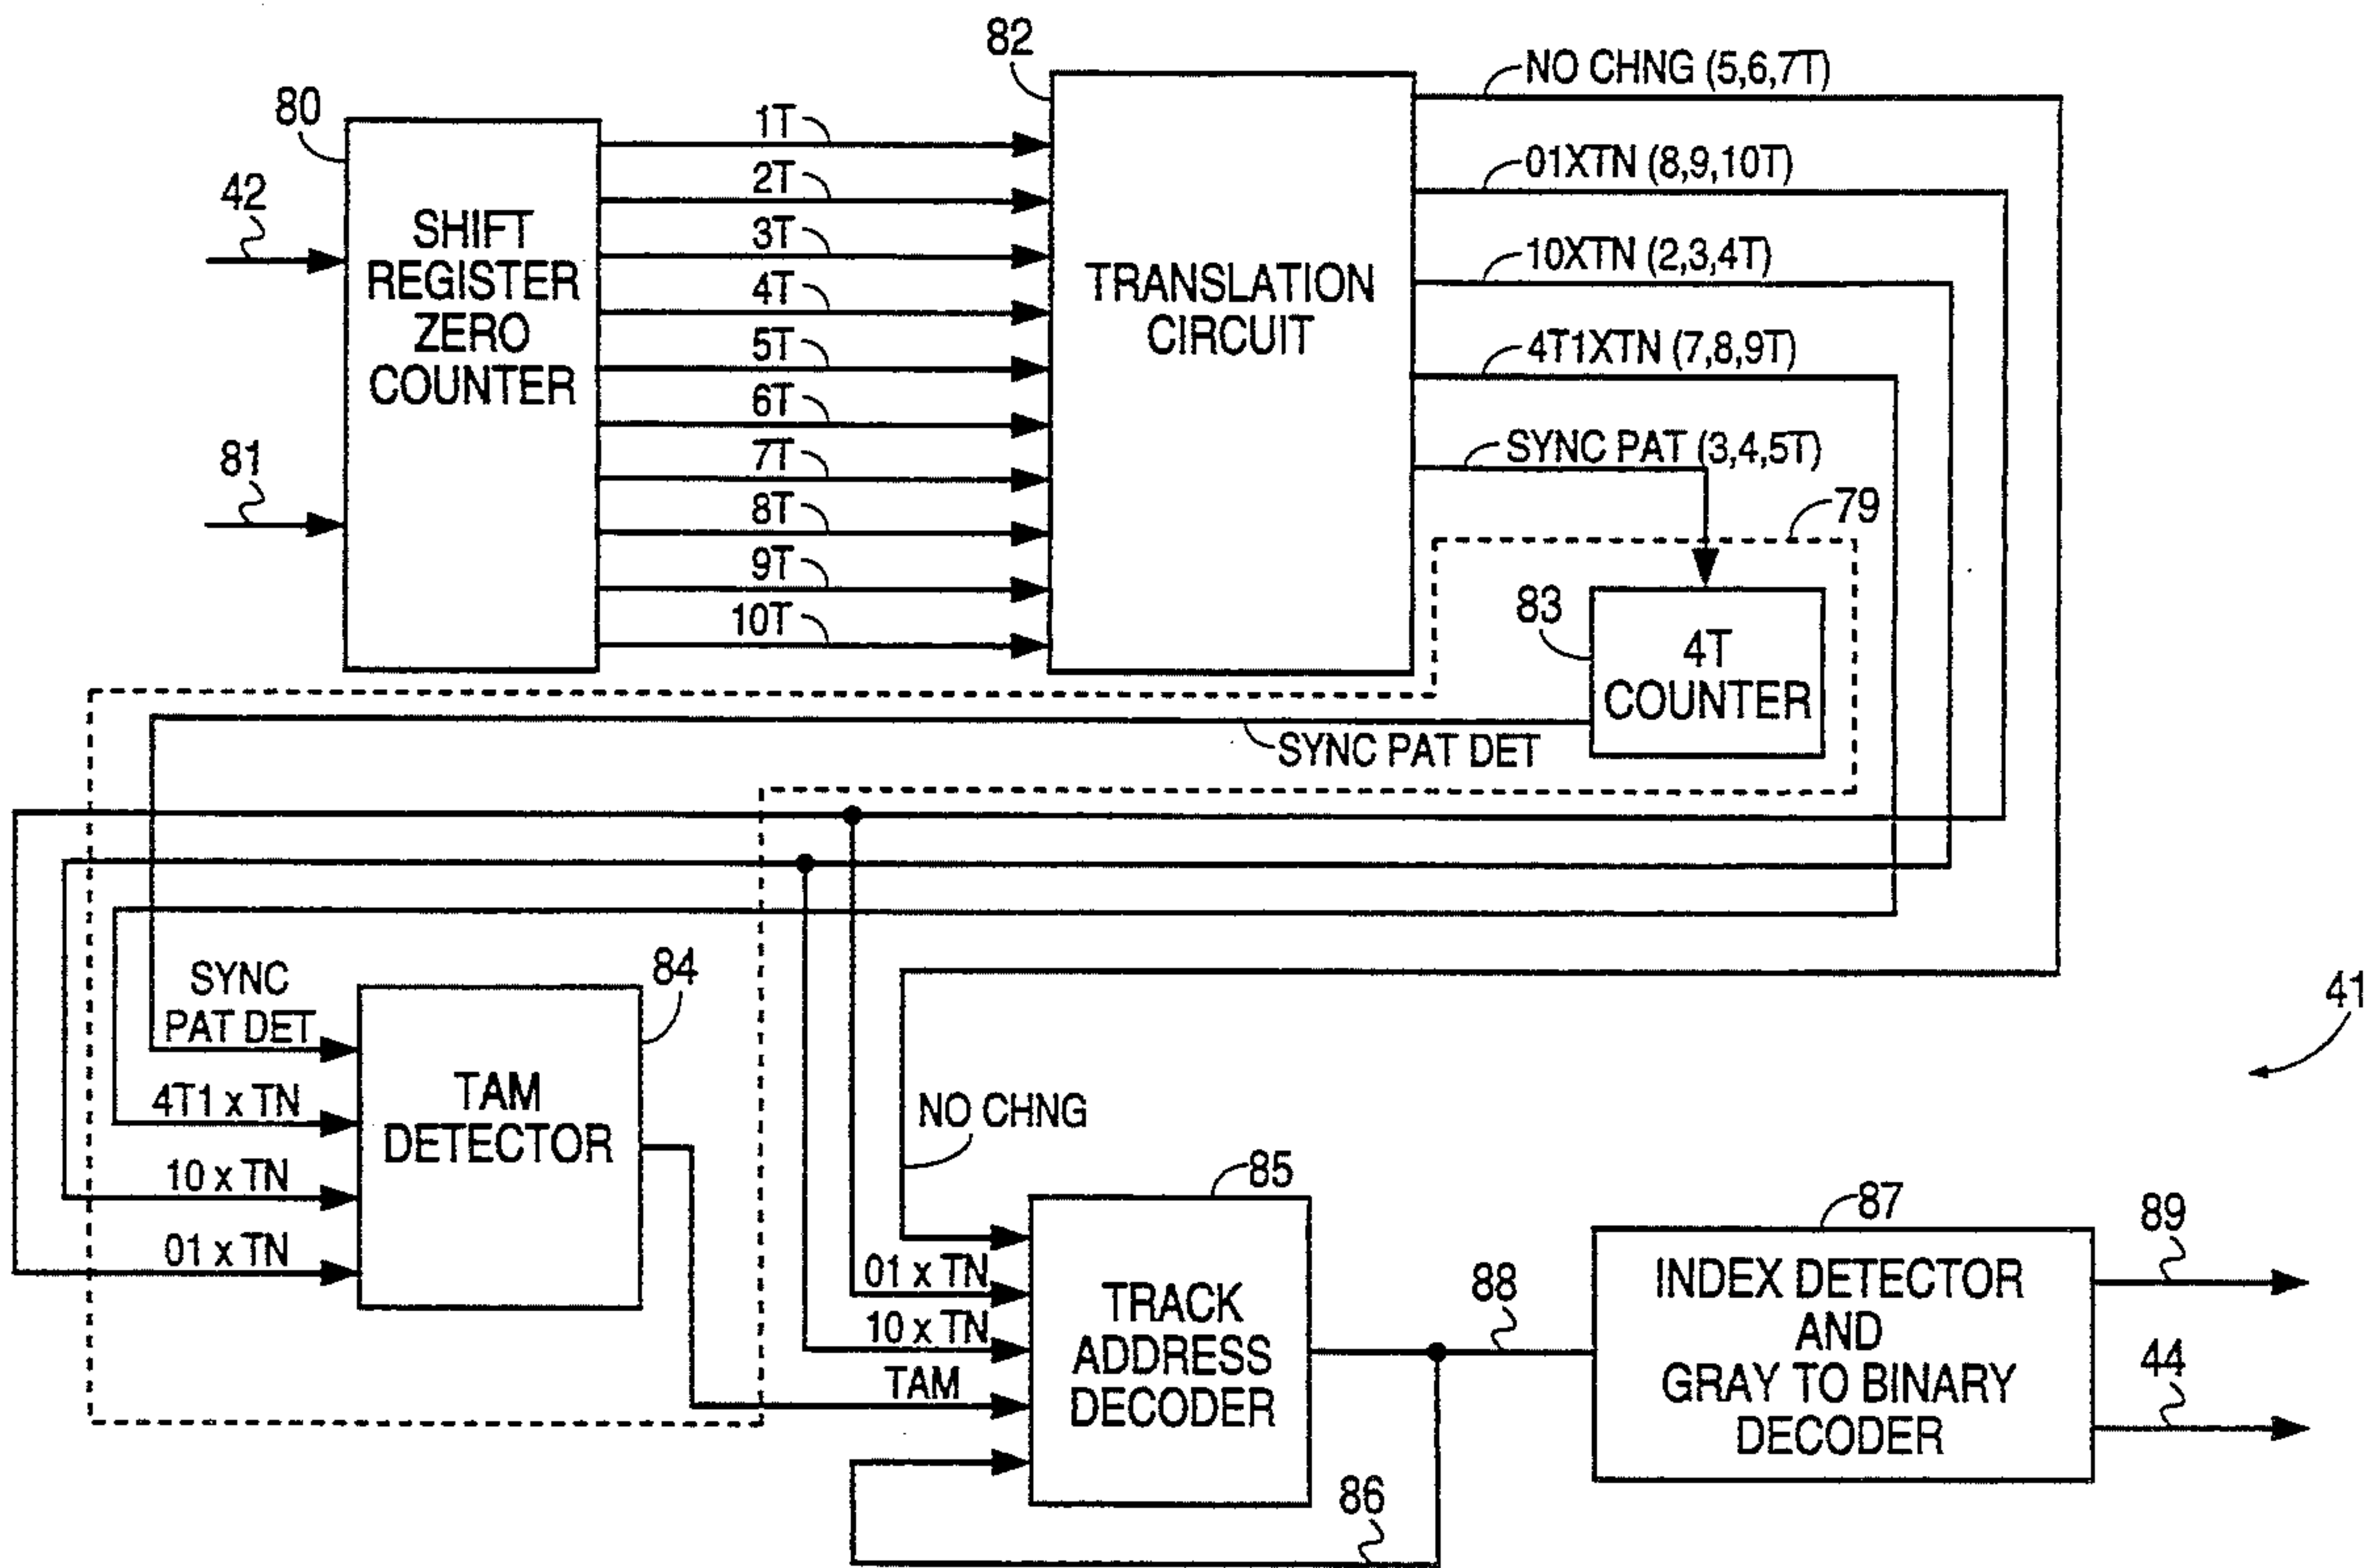 82
NO CHNG (5,6,7T)
80
1T
42
2T
01XTN (8,9,10T)
3T
SHIFT
REGISTER
ZERO
COUNTER
4T
TRANSLATION
CIRCUIT
10XTN (2,3,4T)
5T
4T1XTN (7,8,9T)
6T
81
7T
SYNC PAT (3,4,5T)
8T
79
9T
83
10T
4T
COUNTER
SYNC PAT DET
SYNC
PAT DET
84
41
4T1 x TN
TAM
DETECTOR
NO CHNG
10 x TN
85
87
89
01 x TN
01 x TN
88
INDEX DETECTOR
AND
GRAY TO BINARY
DECODER
10 x TN
TRACK
ADDRESS
DECODER
44
TAM
86